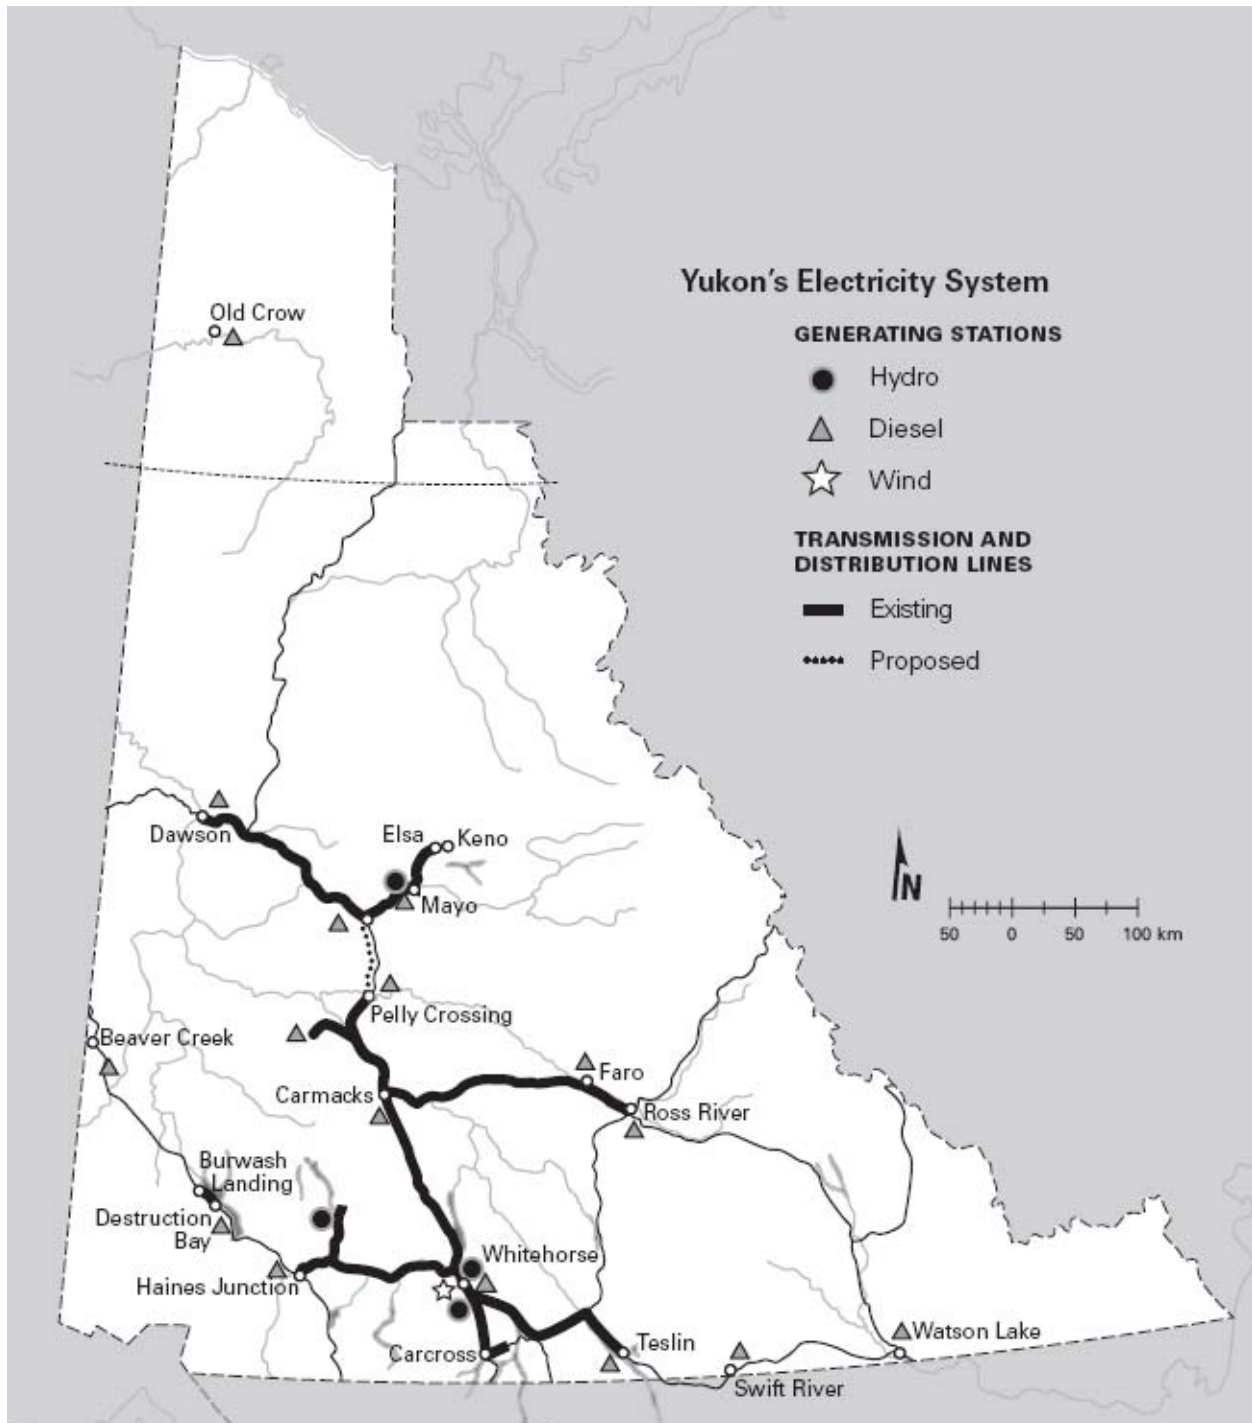 Yukon's Electricity System
GENERATING STATIONS
Hydro
Diesel
Wind
TRANSMISSION AND
DISTRIBUTION LINES
Existing
Proposed
Old Crow
Dawson
Elsa
Keno
Mayo
N
50 0 50 100 km
Pelly Crossing
Beaver Creek
Carmacks
Faro
Ross River
Burwash
Landing
Destruction
Bay
Haines Junction
Whitehorse
Carcross
Teslin
Watson Lake
Swift River